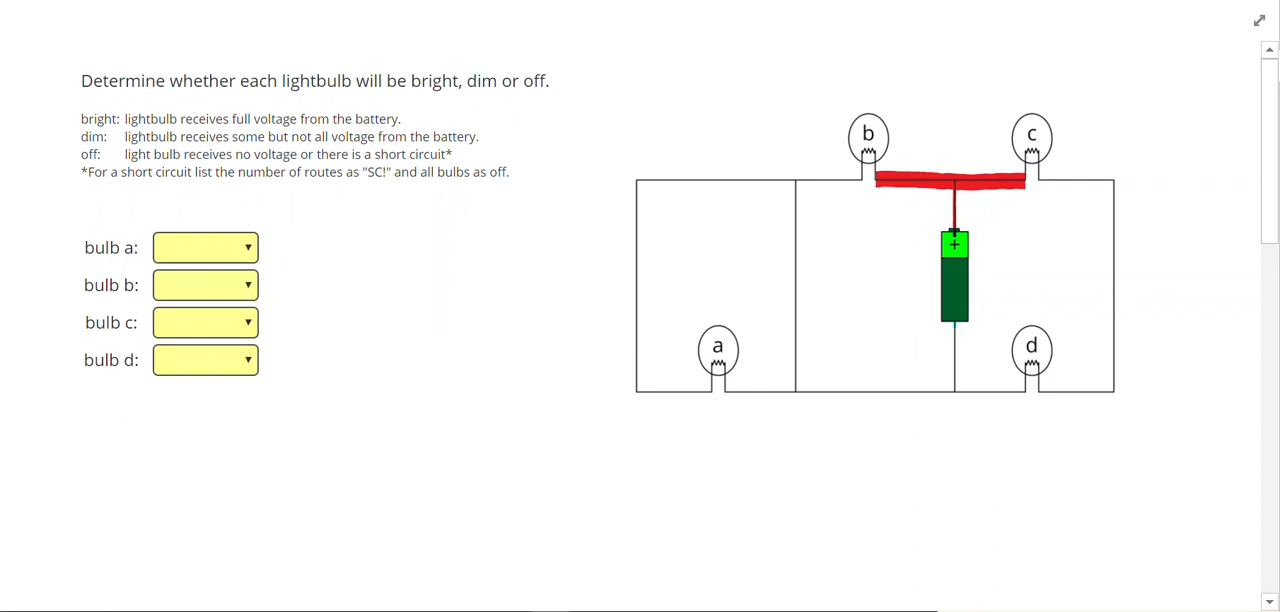 Determine whether each lightbulb will be bright, dim or off.
bright: lightbulb receives full voltage from the battery.
dim: lightbulb receives some but not all voltage from the battery.
off: light bulb receives no voltage or there is a short circuit*
*For a short circuit list the number of routes as "SC!" and all bulbs as off.
b
c
bulb a:
+
bulb b:
bulb c:
a
d
bulb d: